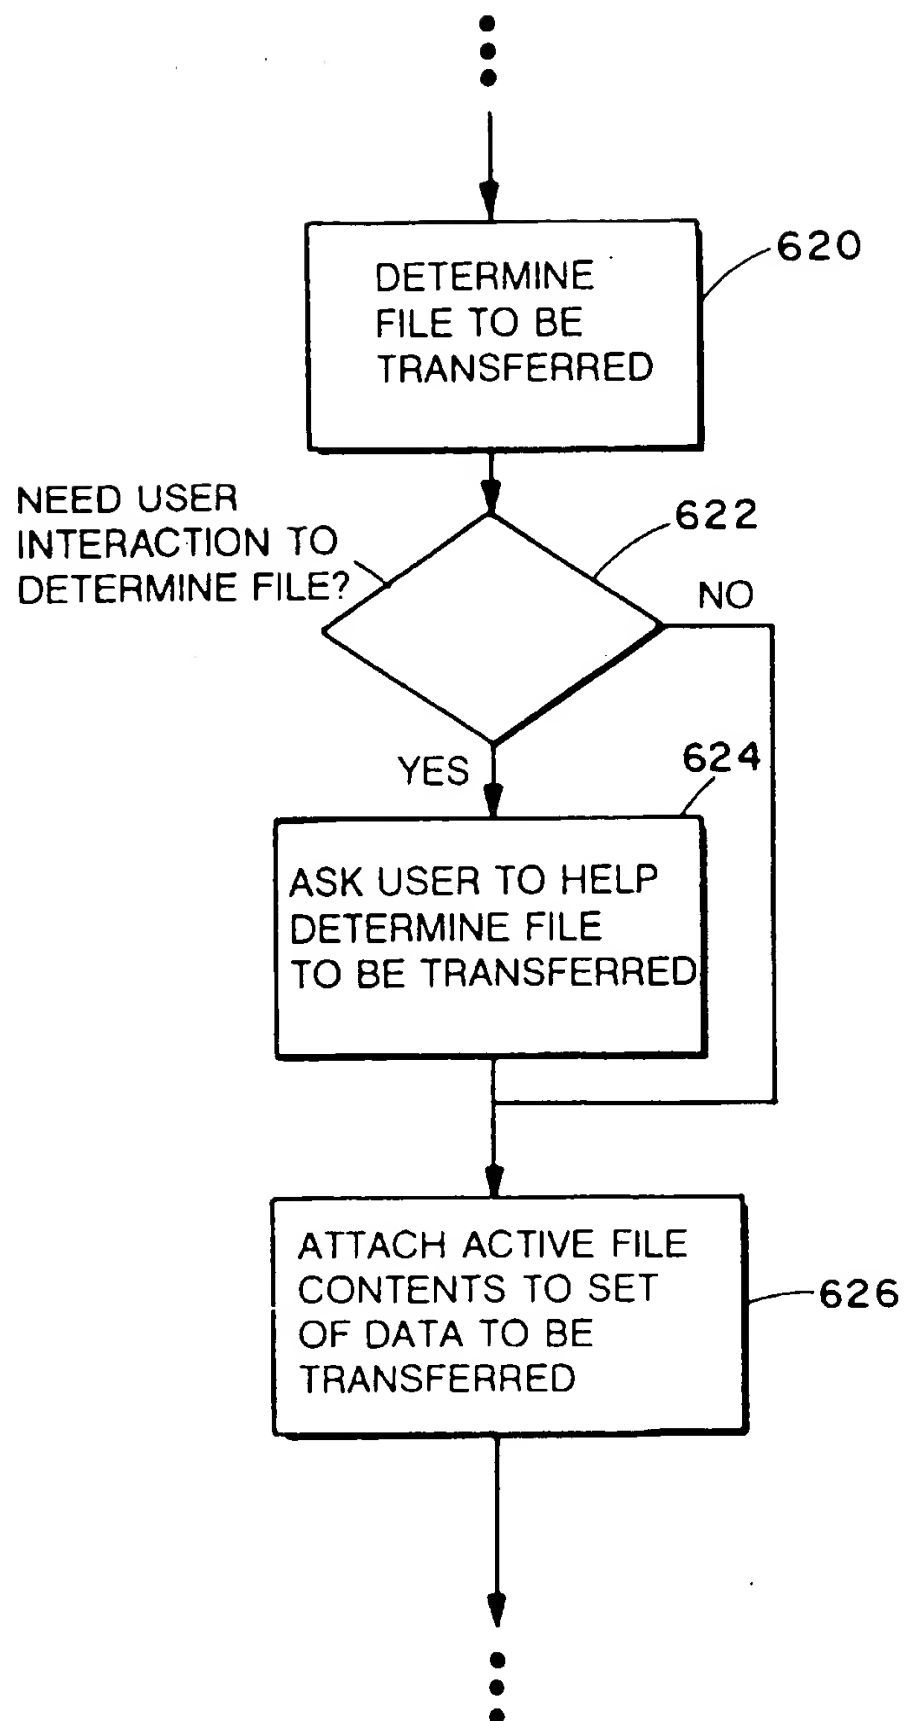 DETERMINE
FILE TO BE
TRANSFERRED
620
NEED USER
INTERACTION TO
DETERMINE FILE?
622
NO
YES
624
ASK USER TO HELP
DETERMINE FILE
TO BE TRANSFERRED
ATTACH ACTIVE FILE
CONTENTS TO SET
OF DATA TO BE
TRANSFERRED
626